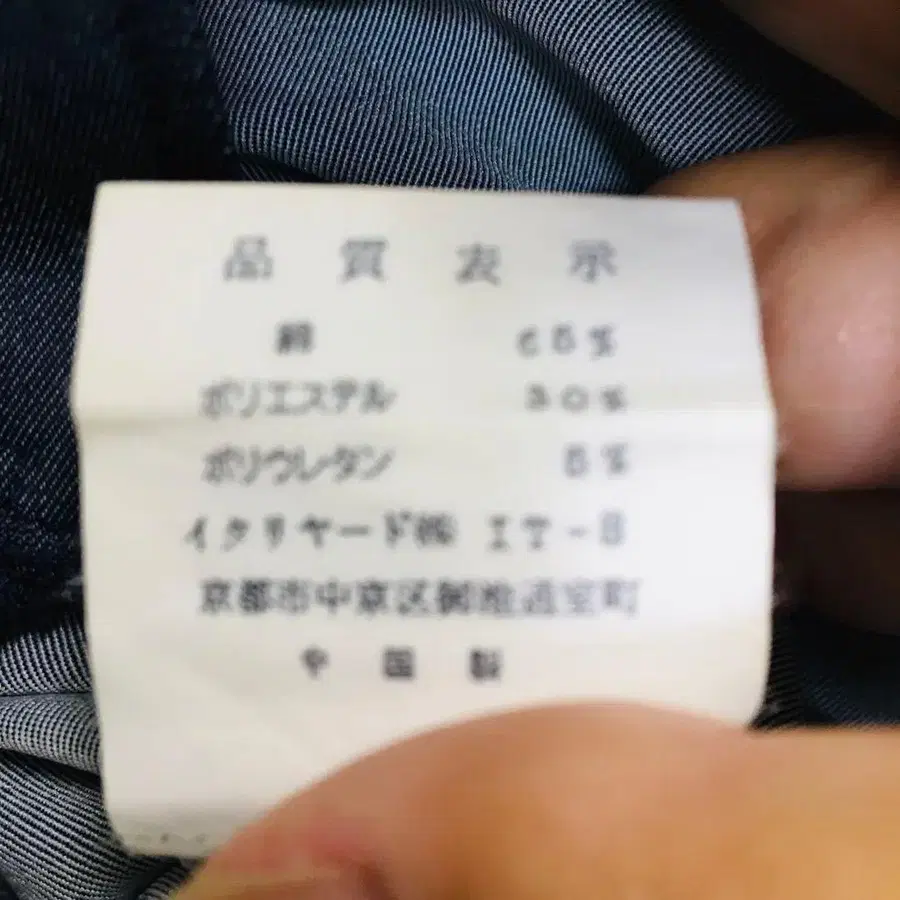 品質表示
綿 65%
ポリエステル 30%
ポリウレタン 5%
イクリヤード㈱ IT-8
京都市中京区御池通室町
中国製